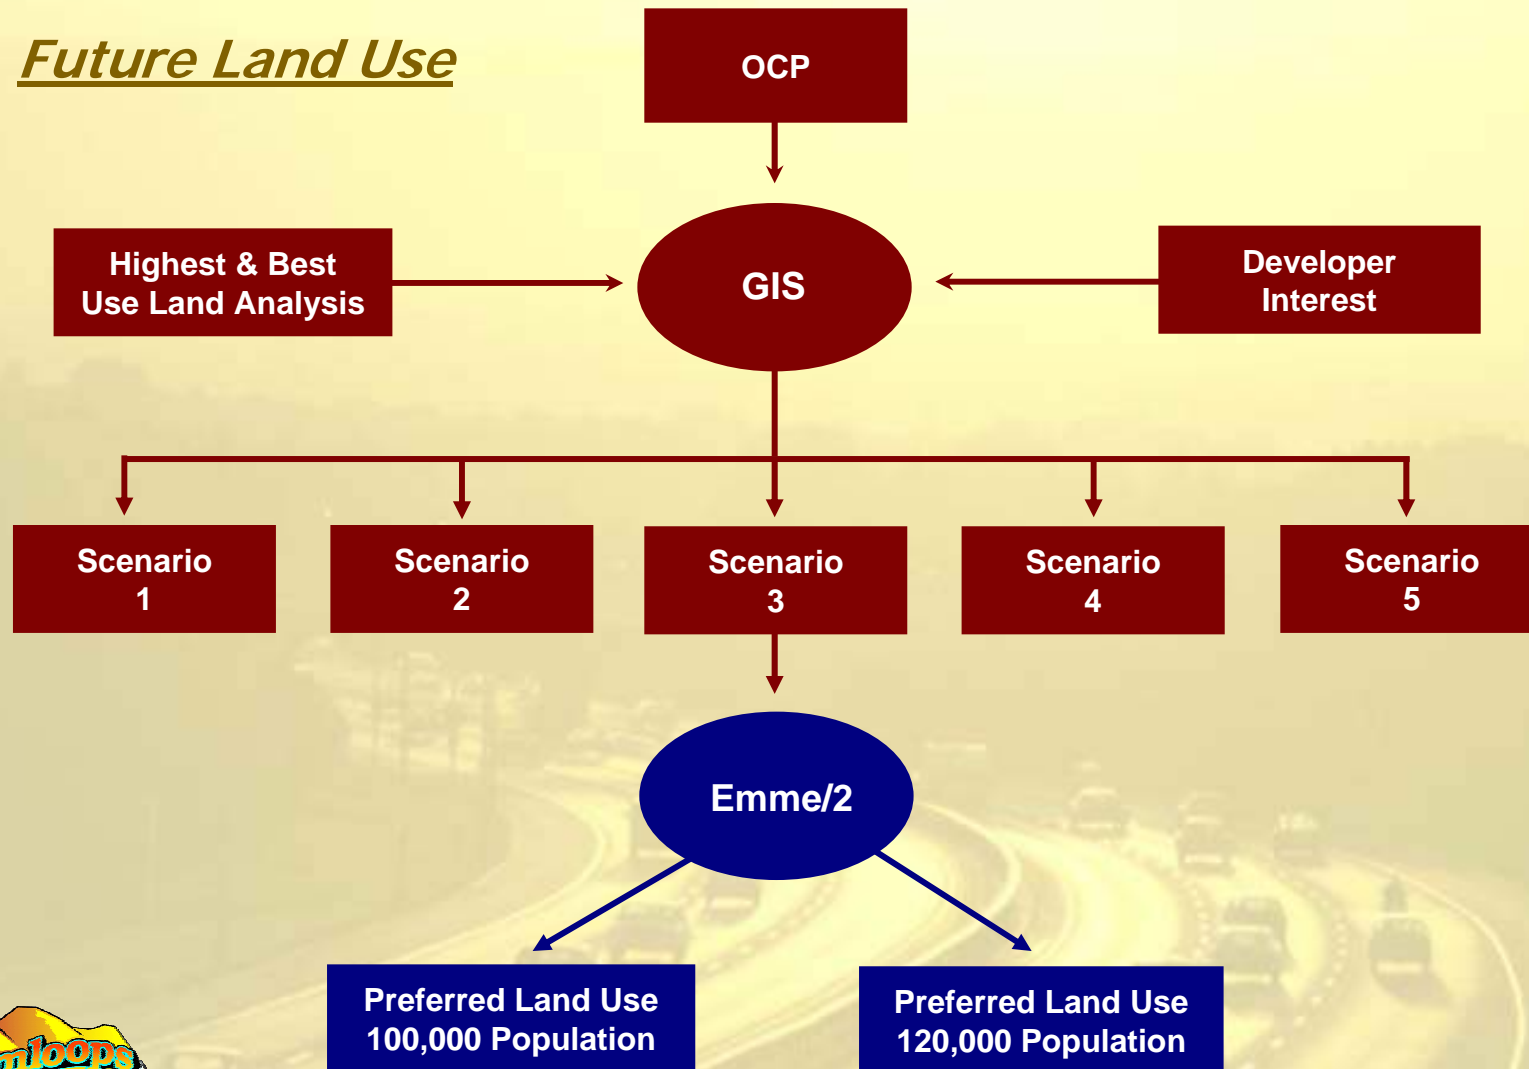 Future Land Use
OCP
Highest & Best
Use Land Analysis
GIS
Developer
Interest
Scenario
1
Scenario
2
Scenario
3
Scenario
4
Scenario
5
Emme/2
Preferred Land Use
100,000 Population
Preferred Land Use
120,000 Population